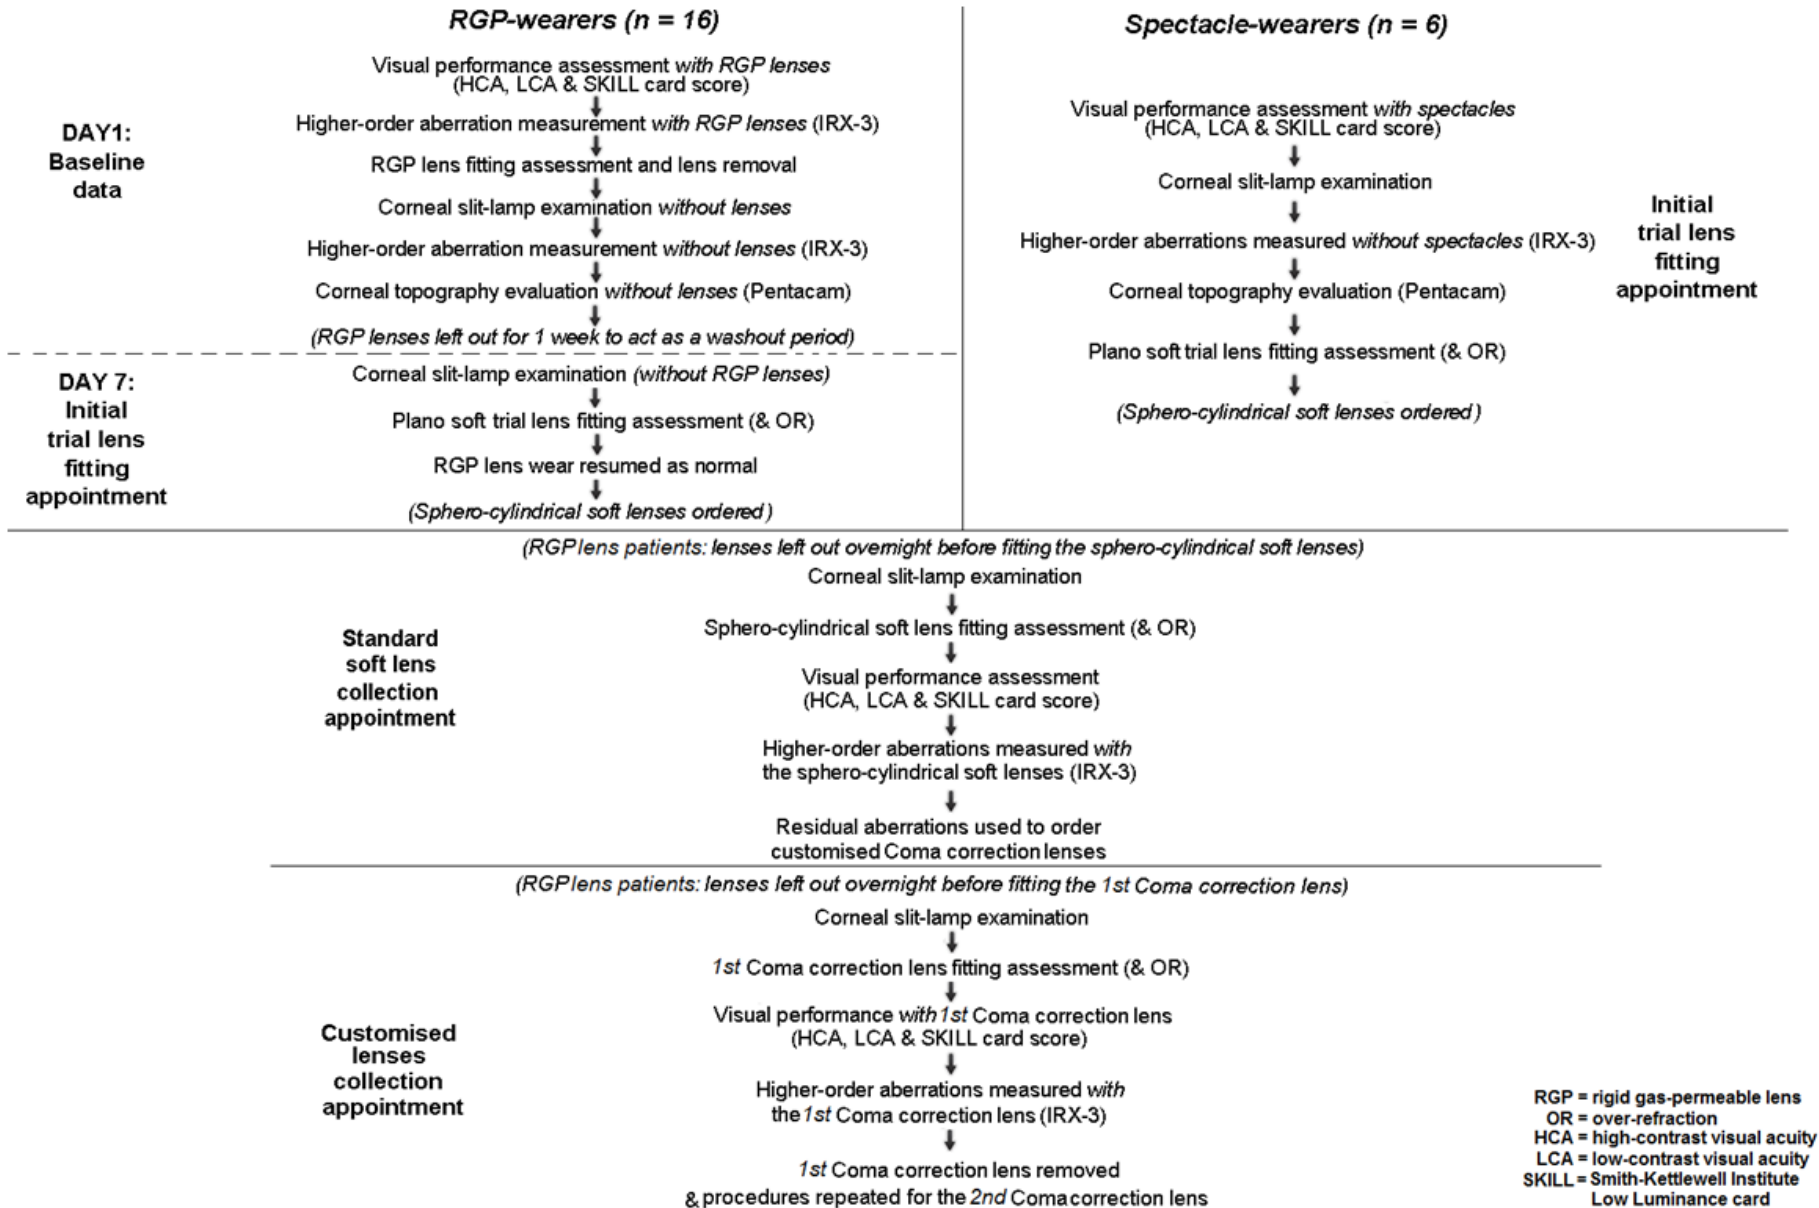 RGP-wearers (n = 16)
DAY1:
Baseline
data
Visual performance assessment with RGP lenses
(HCA, LCA & SKILL card score)
Higher-order aberration measurement with RGP lenses (IRX-3)
RGP lens fitting assessment and lens removal
Corneal slit-lamp examination without lenses
Higher-order aberration measurement without lenses (IRX-3)
Corneal topography evaluation without lenses (Pentacam)
(RGP lenses left out for 1 week to act as a washout period)
DAY 7:
Initial
trial lens
fitting
appointment
Corneal slit-lamp examination (without RGP lenses)
Plano soft trial lens fitting assessment (& OR)
RGP lens wear resumed as normal
(Sphero-cylindrical soft lenses ordered)
Spectacle-wearers (n = 6)
Visual performance assessment with spectacles
(HCA, LCA & SKILL card score)
Corneal slit-lamp examination
Higher-order aberrations measured without spectacles (IRX-3)
Corneal topography evaluation (Pentacam)
Plano soft trial lens fitting assessment (& OR)
(Sphero-cylindrical soft lenses ordered)
Initial
trial lens
fitting
appointment
(RGP lens patients: lenses left out overnight before fitting the sphero-cylindrical soft lenses)
Standard
soft lens
collection
appointment
Corneal slit-lamp examination
Sphero-cylindrical soft lens fitting assessment (& OR)
Visual performance assessment
(HCA, LCA & SKILL card score)
Higher-order aberrations measured with
the sphero-cylindrical soft lenses (IRX-3)
Residual aberrations used to order
customised Coma correction lenses
(RGP lens patients: lenses left out overnight before fitting the 1st Coma correction lens)
Customised
lenses
collection
appointment
Corneal slit-lamp examination
1st Coma correction lens fitting assessment (& OR)
Visual performance with 1st Coma correction lens
(HCA, LCA & SKILL card score)
Higher-order aberrations measured with
the 1st Coma correction lens (IRX-3)
1st Coma correction lens removed
& procedures repeated for the 2nd Coma correction lens
RGP = rigid gas-permeable lens
OR = over-refraction
HCA = high-contrast visual acuity
LCA = low-contrast visual acuity
SKILL = Smith-Kettlewell Institute
Low Luminance card